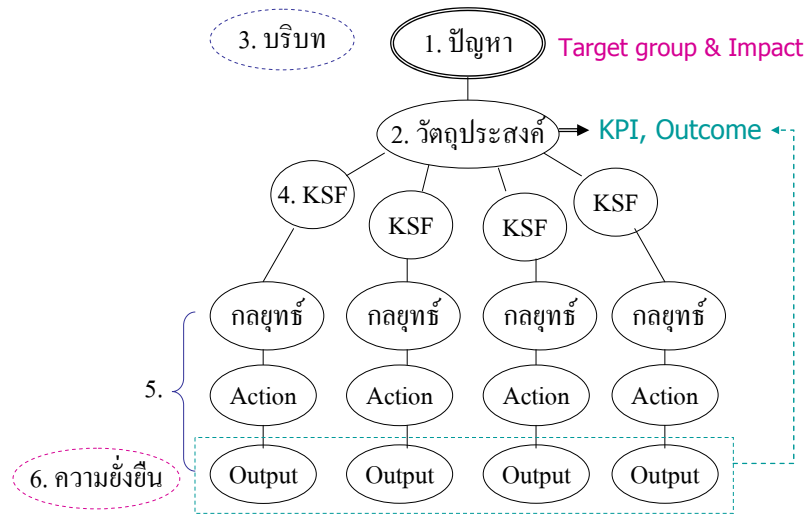 3. บริบท
1. ปัญหา
Target group & Impact
2. วัตถุประสงค์
KPI, Outcome
4. KSF
KSF
KSF
KSF
กลยุทธ์
กลยุทธ์
กลยุทธ์
กลยุทธ์
5.
Action
Action
Action
Action
6. ความยั่งยืน
Output
Output
Output
Output